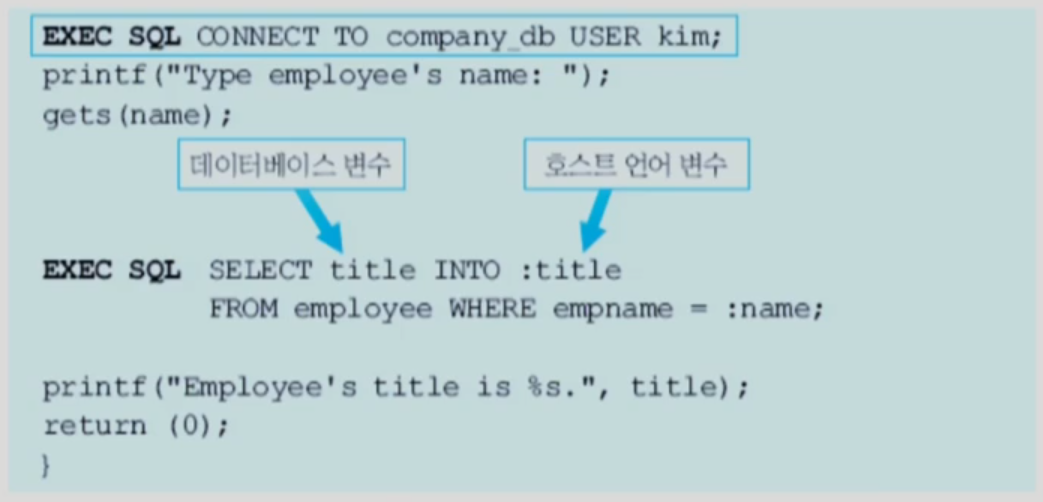 EXEC SQL CONNECT TO company_db USER kim;
printf("Type employee's name: ");
gets(name);
데이터베이스 변수 호스트 언어 변수
EXEC SQL SELECT title INTO :title
FROM employee WHERE empname = :name;
printf("Employee's title is %s.", title);
return (0);
}